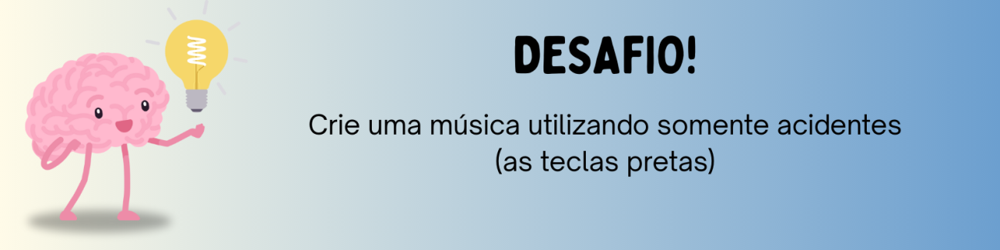 DESAFIO!
Crie uma música utilizando somente acidentes
(as teclas pretas)